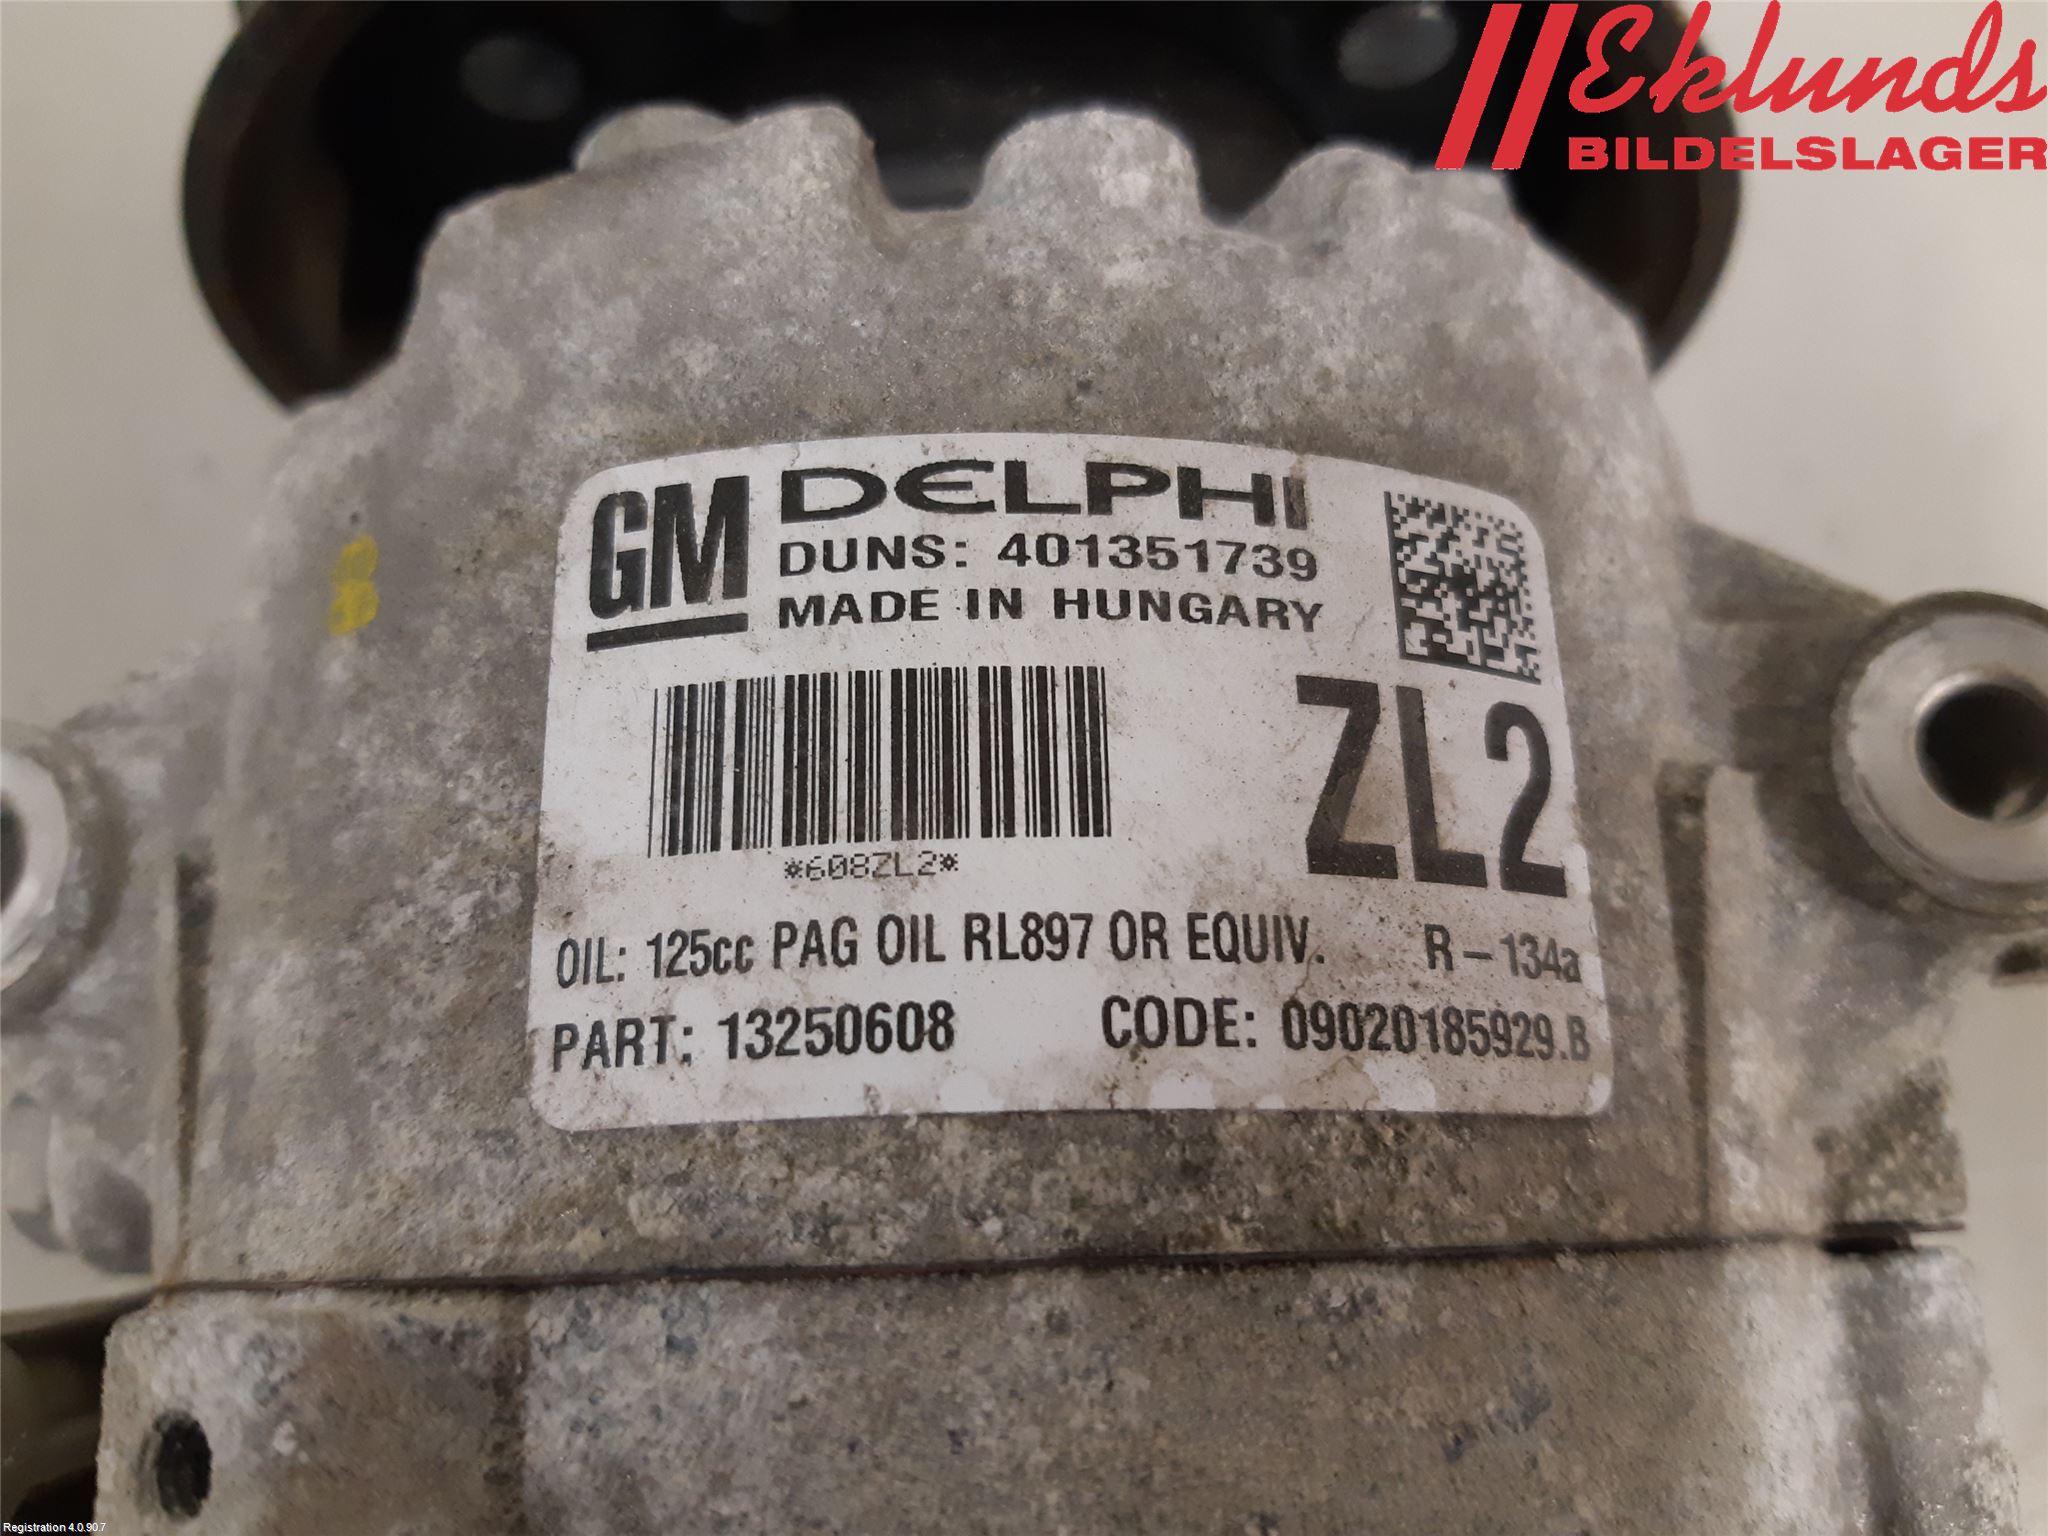 Eklunds
BILDELSLAGER
GM
DELPHI
DUNS: 401351739
MADE IN HUNGARY
ZL2
*608ZL2*
OIL: 125cc PAG OIL RL897 OR EQUIV. R-134a
PART: 13250608 CODE: 09020185929.B
Registration 4.0.90.7